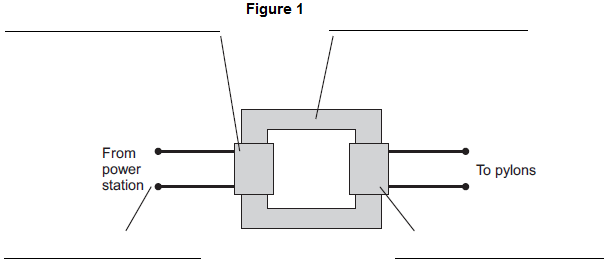 Figure 1
From
power
station
To pylons